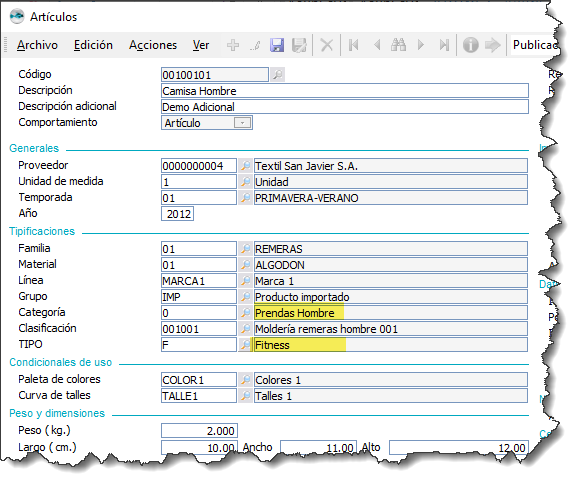 Artículos
Archivo Edición Acciones Ver Publicac
Código 00100101
Descripción Camisa Hombre
Descripción adicional Demo Adicional
Comportamiento Artículo
Generales
Proveedor 0000000004 Textil San Javier S.A.
Unidad de medida 1 Unidad
Temporada 01 PRIMAVERA-VERANO
Año 2012
Tipificaciones
Familia 01 REMERAS
Material 01 ALGODON
Línea MARCA1 Marca 1
Grupo IMP Producto importado
Categoría 0 Prendas Hombre
Clasificación 001001 Moldería remeras hombre 001
TIPO F Fitness
Condicionales de uso
Paleta de colores COLOR1 Colores 1
Curva de talles TALLE1 Talles 1
Peso y dimensiones
Peso ( kg.) 2.000
Largo ( cm.) 10.00 Ancho 11.00 Alto 12.00